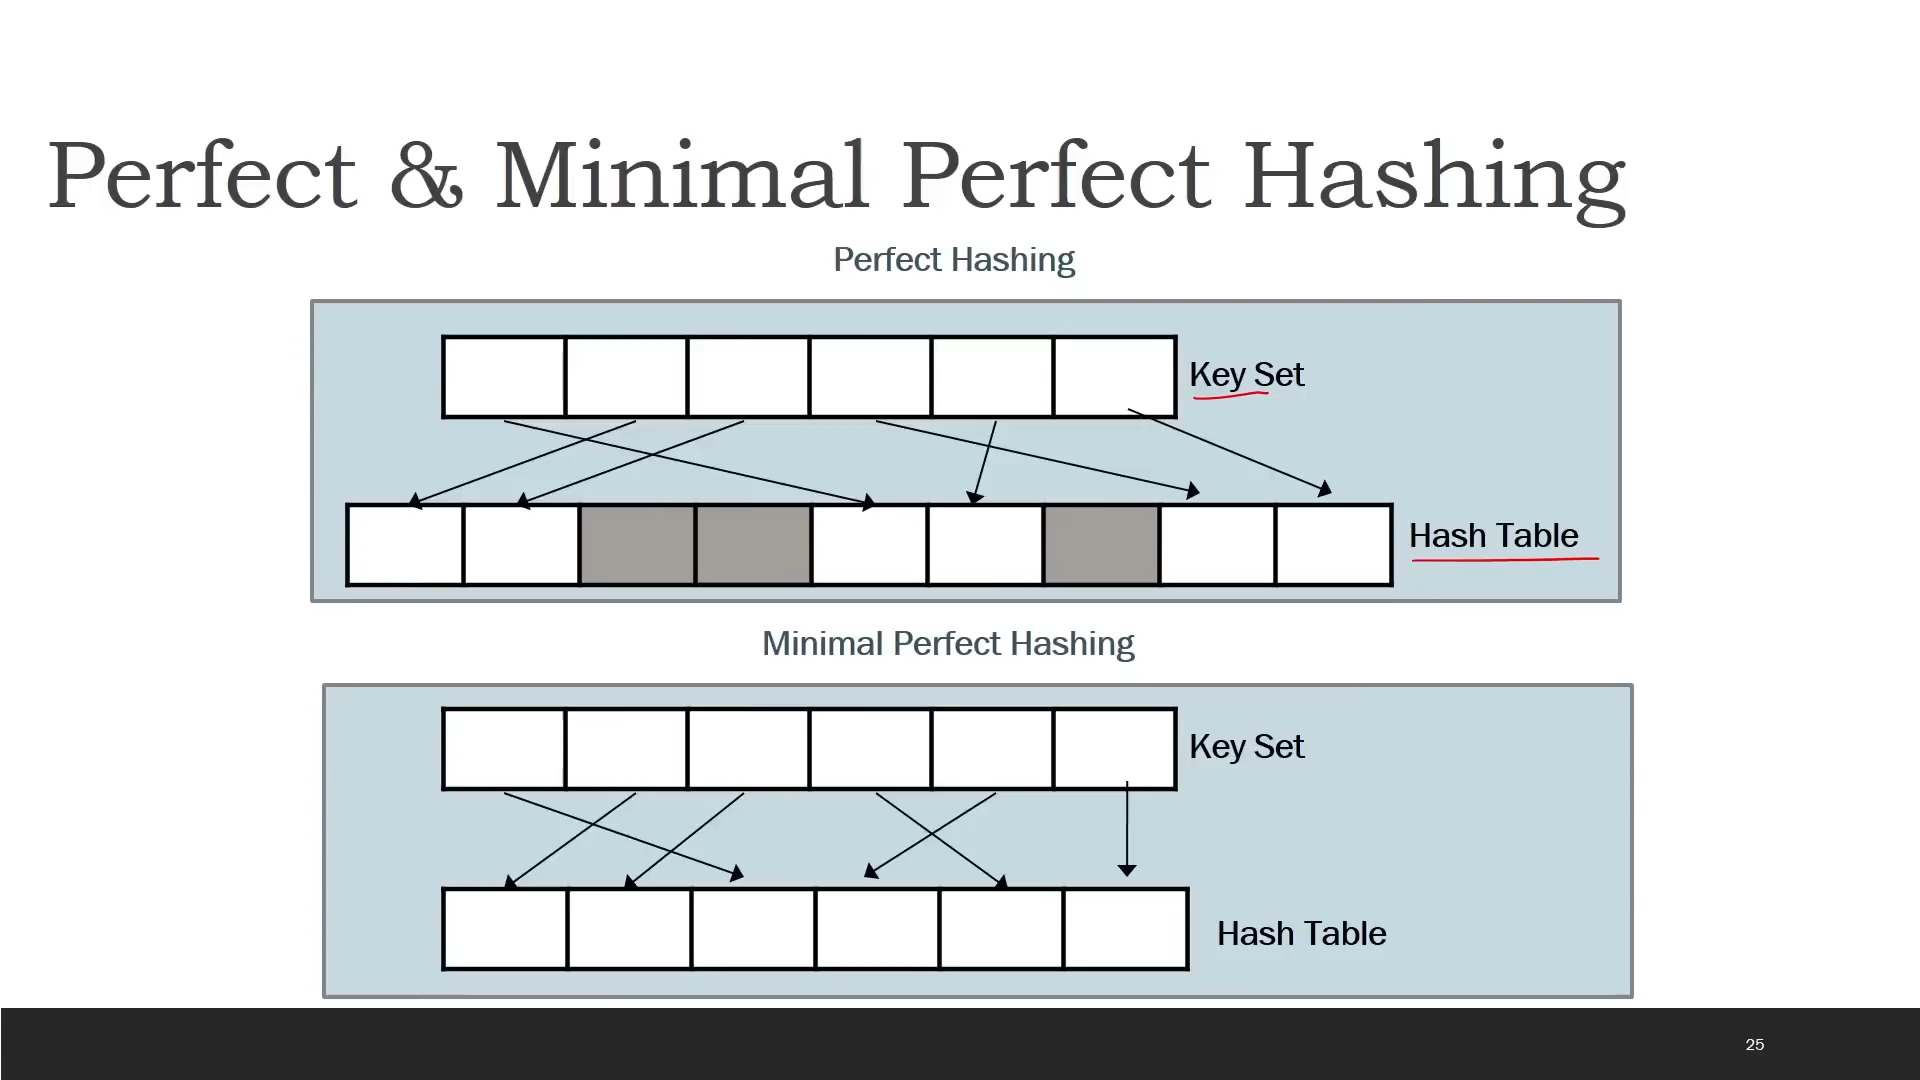 Perfect & Minimal Perfect Hashing
Perfect Hashing
Key Set
Hash Table
Minimal Perfect Hashing
Key Set
Hash Table
25